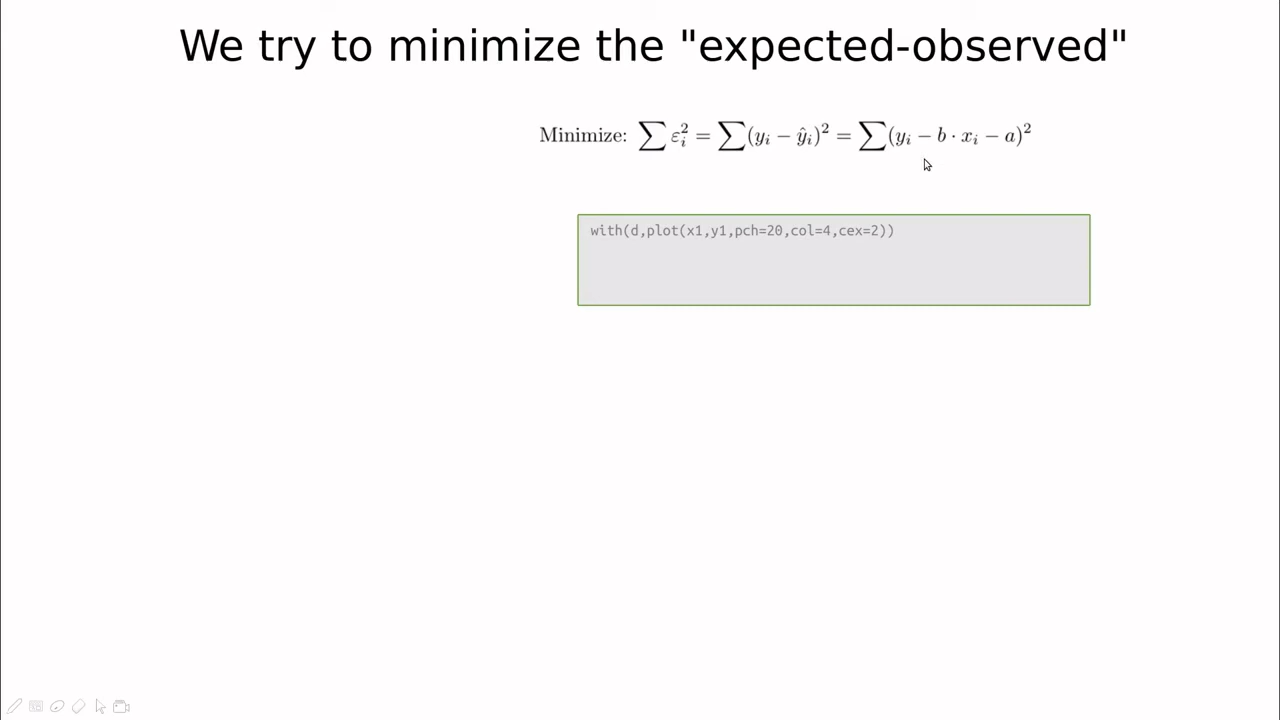 We try to minimize the "expected-observed"
Minimize: ∑ εᵢ² = ∑(yᵢ − ŷᵢ)² = ∑(yᵢ − b · xᵢ − a)²
with(d,plot(x1,y1,pch=20,col=4,cex=2))